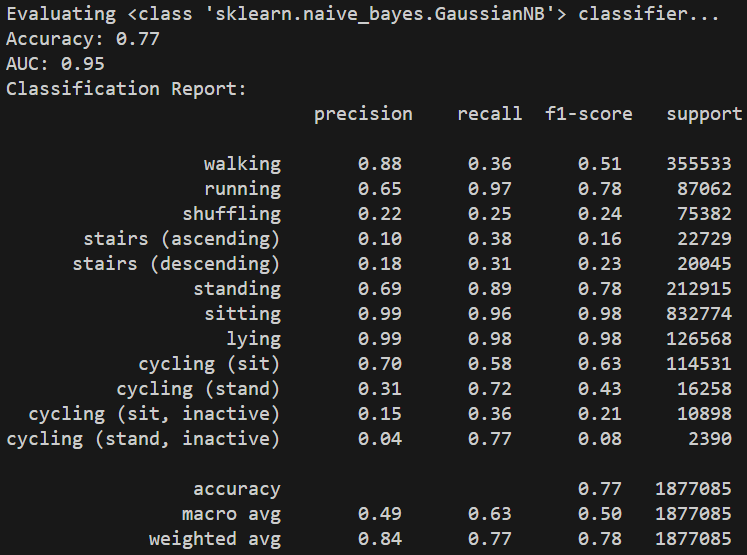 Evaluating <class 'sklearn.naive_bayes.GaussianNB'> classifier...
Accuracy: 0.77
AUC: 0.95
Classification Report:
precision recall f1-score support
walking 0.88 0.36 0.51 355533
running 0.65 0.97 0.78 87062
shuffling 0.22 0.25 0.24 75382
stairs (ascending) 0.10 0.38 0.16 22729
stairs (descending) 0.18 0.31 0.23 20045
standing 0.69 0.89 0.78 212915
sitting 0.99 0.96 0.98 832774
lying 0.99 0.98 0.98 126568
cycling (sit) 0.70 0.58 0.63 114531
cycling (stand) 0.31 0.72 0.43 16258
cycling (sit, inactive) 0.15 0.36 0.21 10898
cycling (stand, inactive) 0.04 0.77 0.08 2390
accuracy 0.77 1877085
macro avg 0.49 0.63 0.50 1877085
weighted avg 0.84 0.77 0.78 1877085